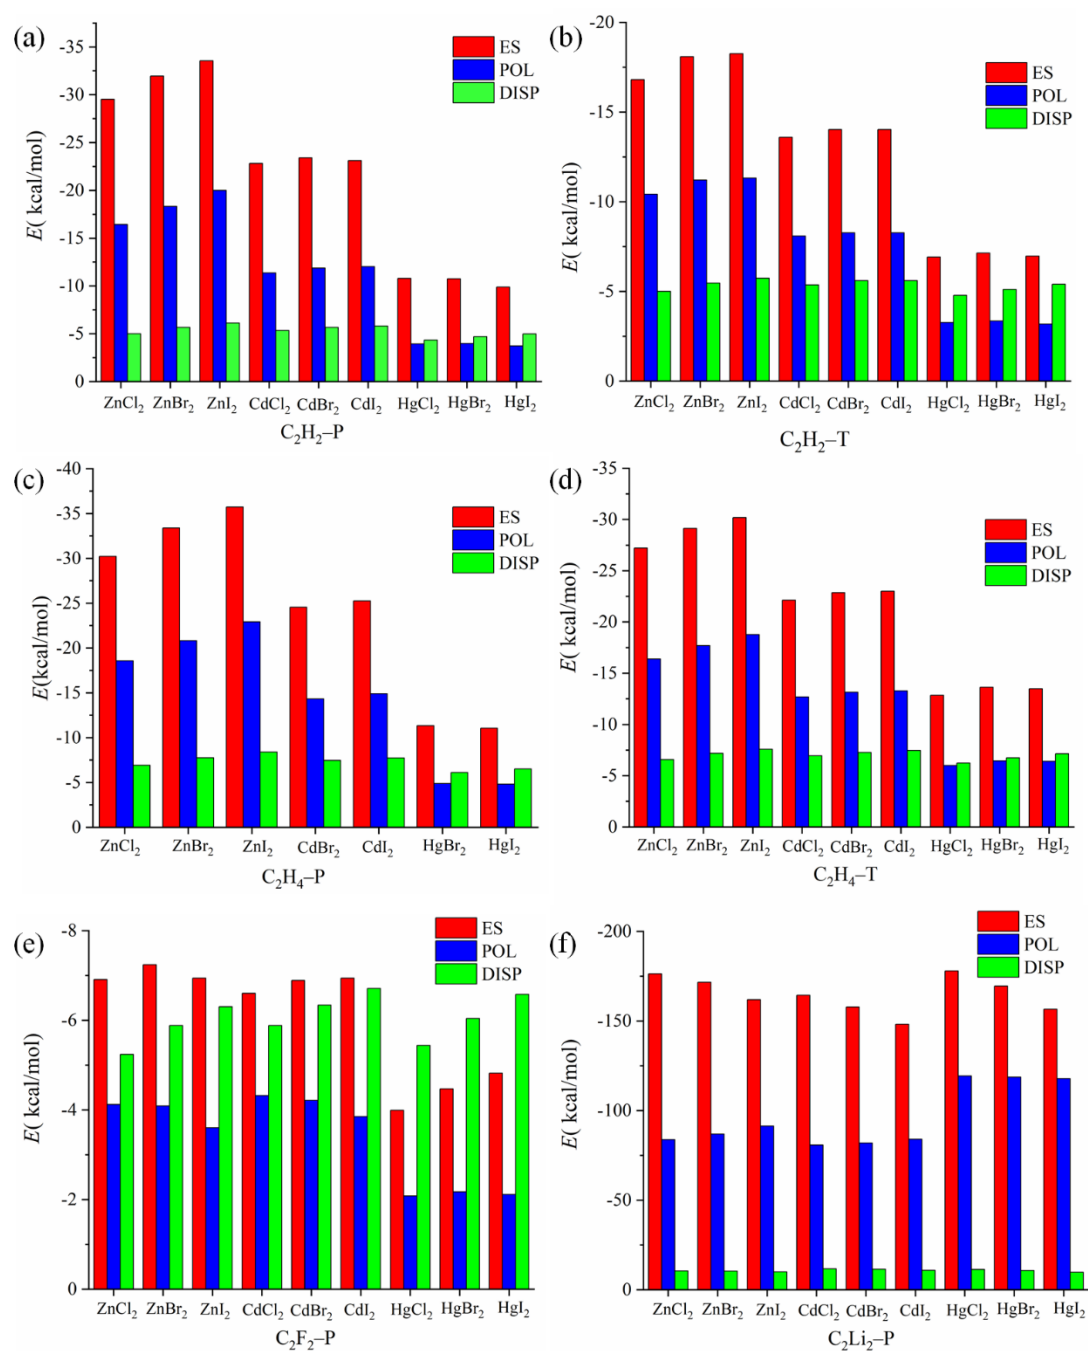 (a)
ES
POL
DISP
E( kcal/mol)
-35
-30
-25
-20
-15
-10
-5
0
ZnCl₂ ZnBr₂ ZnI₂ CdCl₂ CdBr₂ CdI₂ HgCl₂ HgBr₂ HgI₂
C₂H₂–P
(b)
ES
POL
DISP
E( kcal/mol)
-20
-15
-10
-5
0
ZnCl₂ ZnBr₂ ZnI₂ CdCl₂ CdBr₂ CdI₂ HgCl₂ HgBr₂ HgI₂
C₂H₂–T
(c)
ES
POL
DISP
E(kcal/mol)
-40
-35
-30
-25
-20
-15
-10
-5
0
ZnCl₂ ZnBr₂ ZnI₂ CdBr₂ CdI₂ HgBr₂ HgI₂
C₂H₄–P
(d)
ES
POL
DISP
E( kcal/mol)
-35
-30
-25
-20
-15
-10
-5
0
ZnCl₂ ZnBr₂ ZnI₂ CdCl₂ CdBr₂ CdI₂ HgCl₂ HgBr₂ HgI₂
C₂H₄–T
(e)
ES
POL
DISP
E( kcal/mol)
-8
-6
-4
-2
0
ZnCl₂ ZnBr₂ ZnI₂ CdCl₂ CdBr₂ CdI₂ HgCl₂ HgBr₂ HgI₂
C₂F₂–P
(f)
ES
POL
DISP
E( kcal/mol)
-200
-150
-100
-50
0
ZnCl₂ ZnBr₂ ZnI₂ CdCl₂ CdBr₂ CdI₂ HgCl₂ HgBr₂ HgI₂
C₂Li₂–P